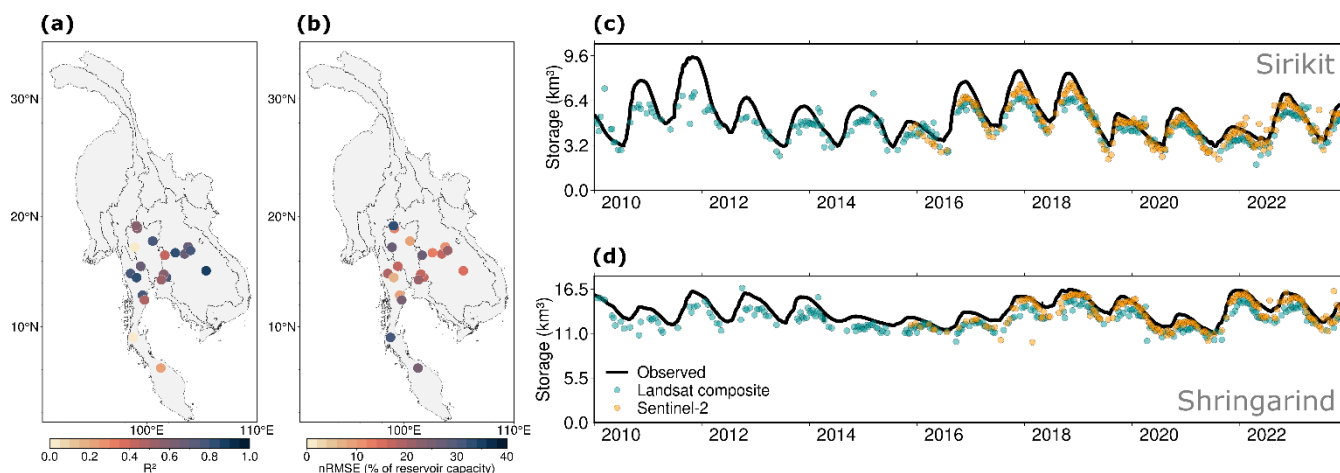 (a)
(b)
(c)
(d)
30°N
20°N
10°N
100°E
110°E
0.0 0.2 0.4 0.6 0.8 1.0
R²
30°N
20°N
10°N
100°E
110°E
0 10 20 30 40
nRMSE (% of reservoir capacity)
Sirikit
Storage (km³)
9.6
6.4
3.2
0.0
2010 2012 2014 2016 2018 2020 2022
Storage (km³)
16.5
11.0
5.5
0.0
Observed
Landsat composite
Sentinel-2
Shringarind
2010 2012 2014 2016 2018 2020 2022